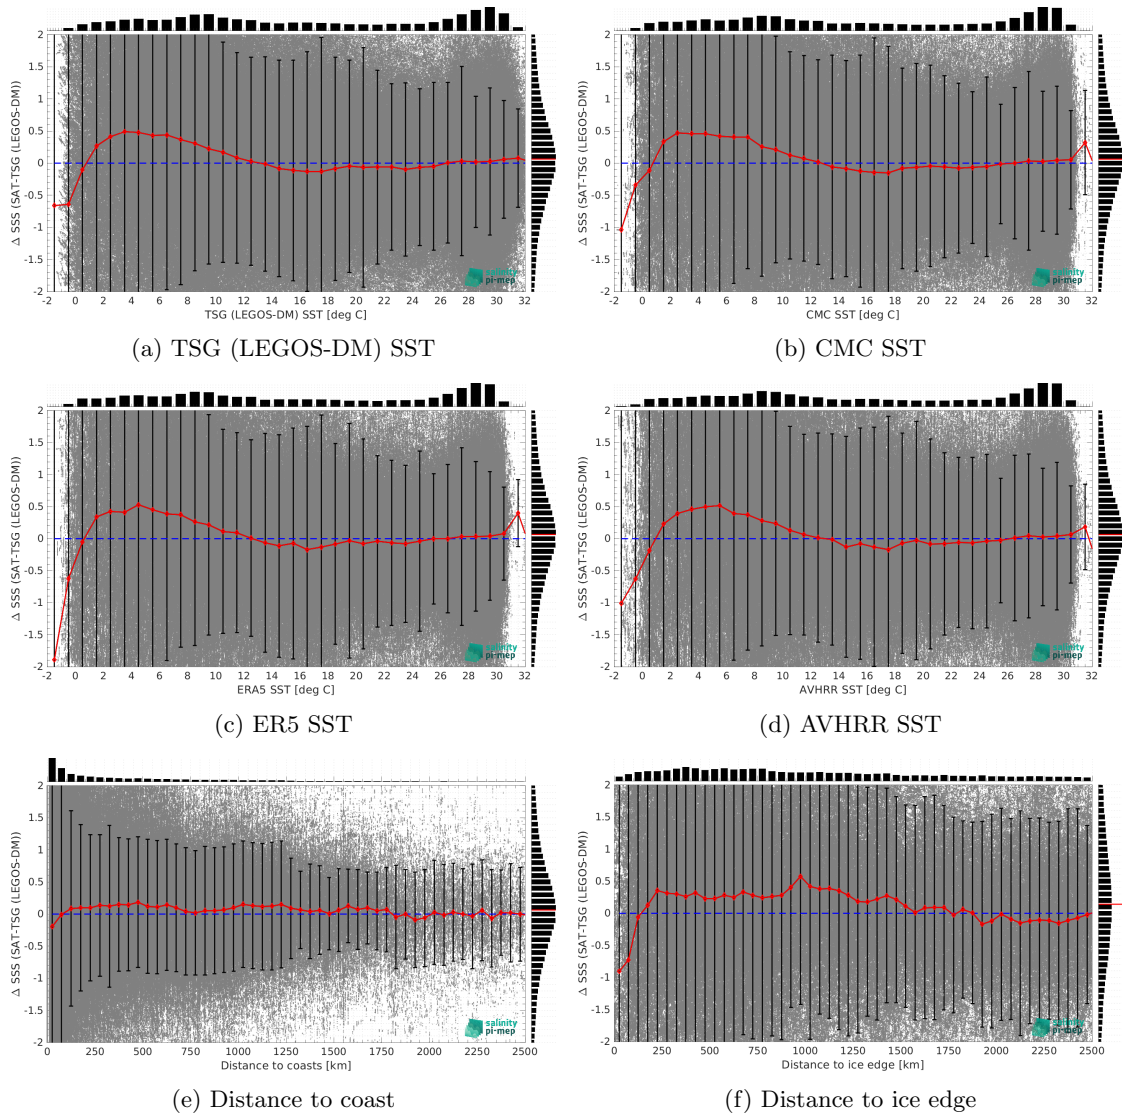 2
1.5
1
0.5
0
-0.5
-1
-1.5
-2
Δ SSS (SAT-TSG (LEGOS-DM))
-2 0 2 4 6 8 10 12 14 16 18 20 22 24 26 28 30 32
TSG (LEGOS-DM) SST [deg C]
salinity
pi-mep
(a) TSG (LEGOS-DM) SST
2
1.5
1
0.5
0
-0.5
-1
-1.5
-2
Δ SSS (SAT-TSG (LEGOS-DM))
-2 0 2 4 6 8 10 12 14 16 18 20 22 24 26 28 30 32
CMC SST [deg C]
salinity
pi-mep
(b) CMC SST
2
1.5
1
0.5
0
-0.5
-1
-1.5
-2
Δ SSS (SAT-TSG (LEGOS-DM))
-2 0 2 4 6 8 10 12 14 16 18 20 22 24 26 28 30 32
ERA5 SST [deg C]
salinity
pi-mep
(c) ER5 SST
2
1.5
1
0.5
0
-0.5
-1
-1.5
-2
Δ SSS (SAT-TSG (LEGOS-DM))
-2 0 2 4 6 8 10 12 14 16 18 20 22 24 26 28 30 32
AVHRR SST [deg C]
salinity
pi-mep
(d) AVHRR SST
2
1.5
1
0.5
0
-0.5
-1
-1.5
-2
Δ SSS (SAT-TSG (LEGOS-DM))
0 250 500 750 1000 1250 1500 1750 2000 2250 2500
Distance to coasts [km]
salinity
pi-mep
(e) Distance to coast
2
1.5
1
0.5
0
-0.5
-1
-1.5
-2
Δ SSS (SAT-TSG (LEGOS-DM))
0 250 500 750 1000 1250 1500 1750 2000 2250 2500
Distance to ice edge [km]
salinity
pi-mep
(f) Distance to ice edge